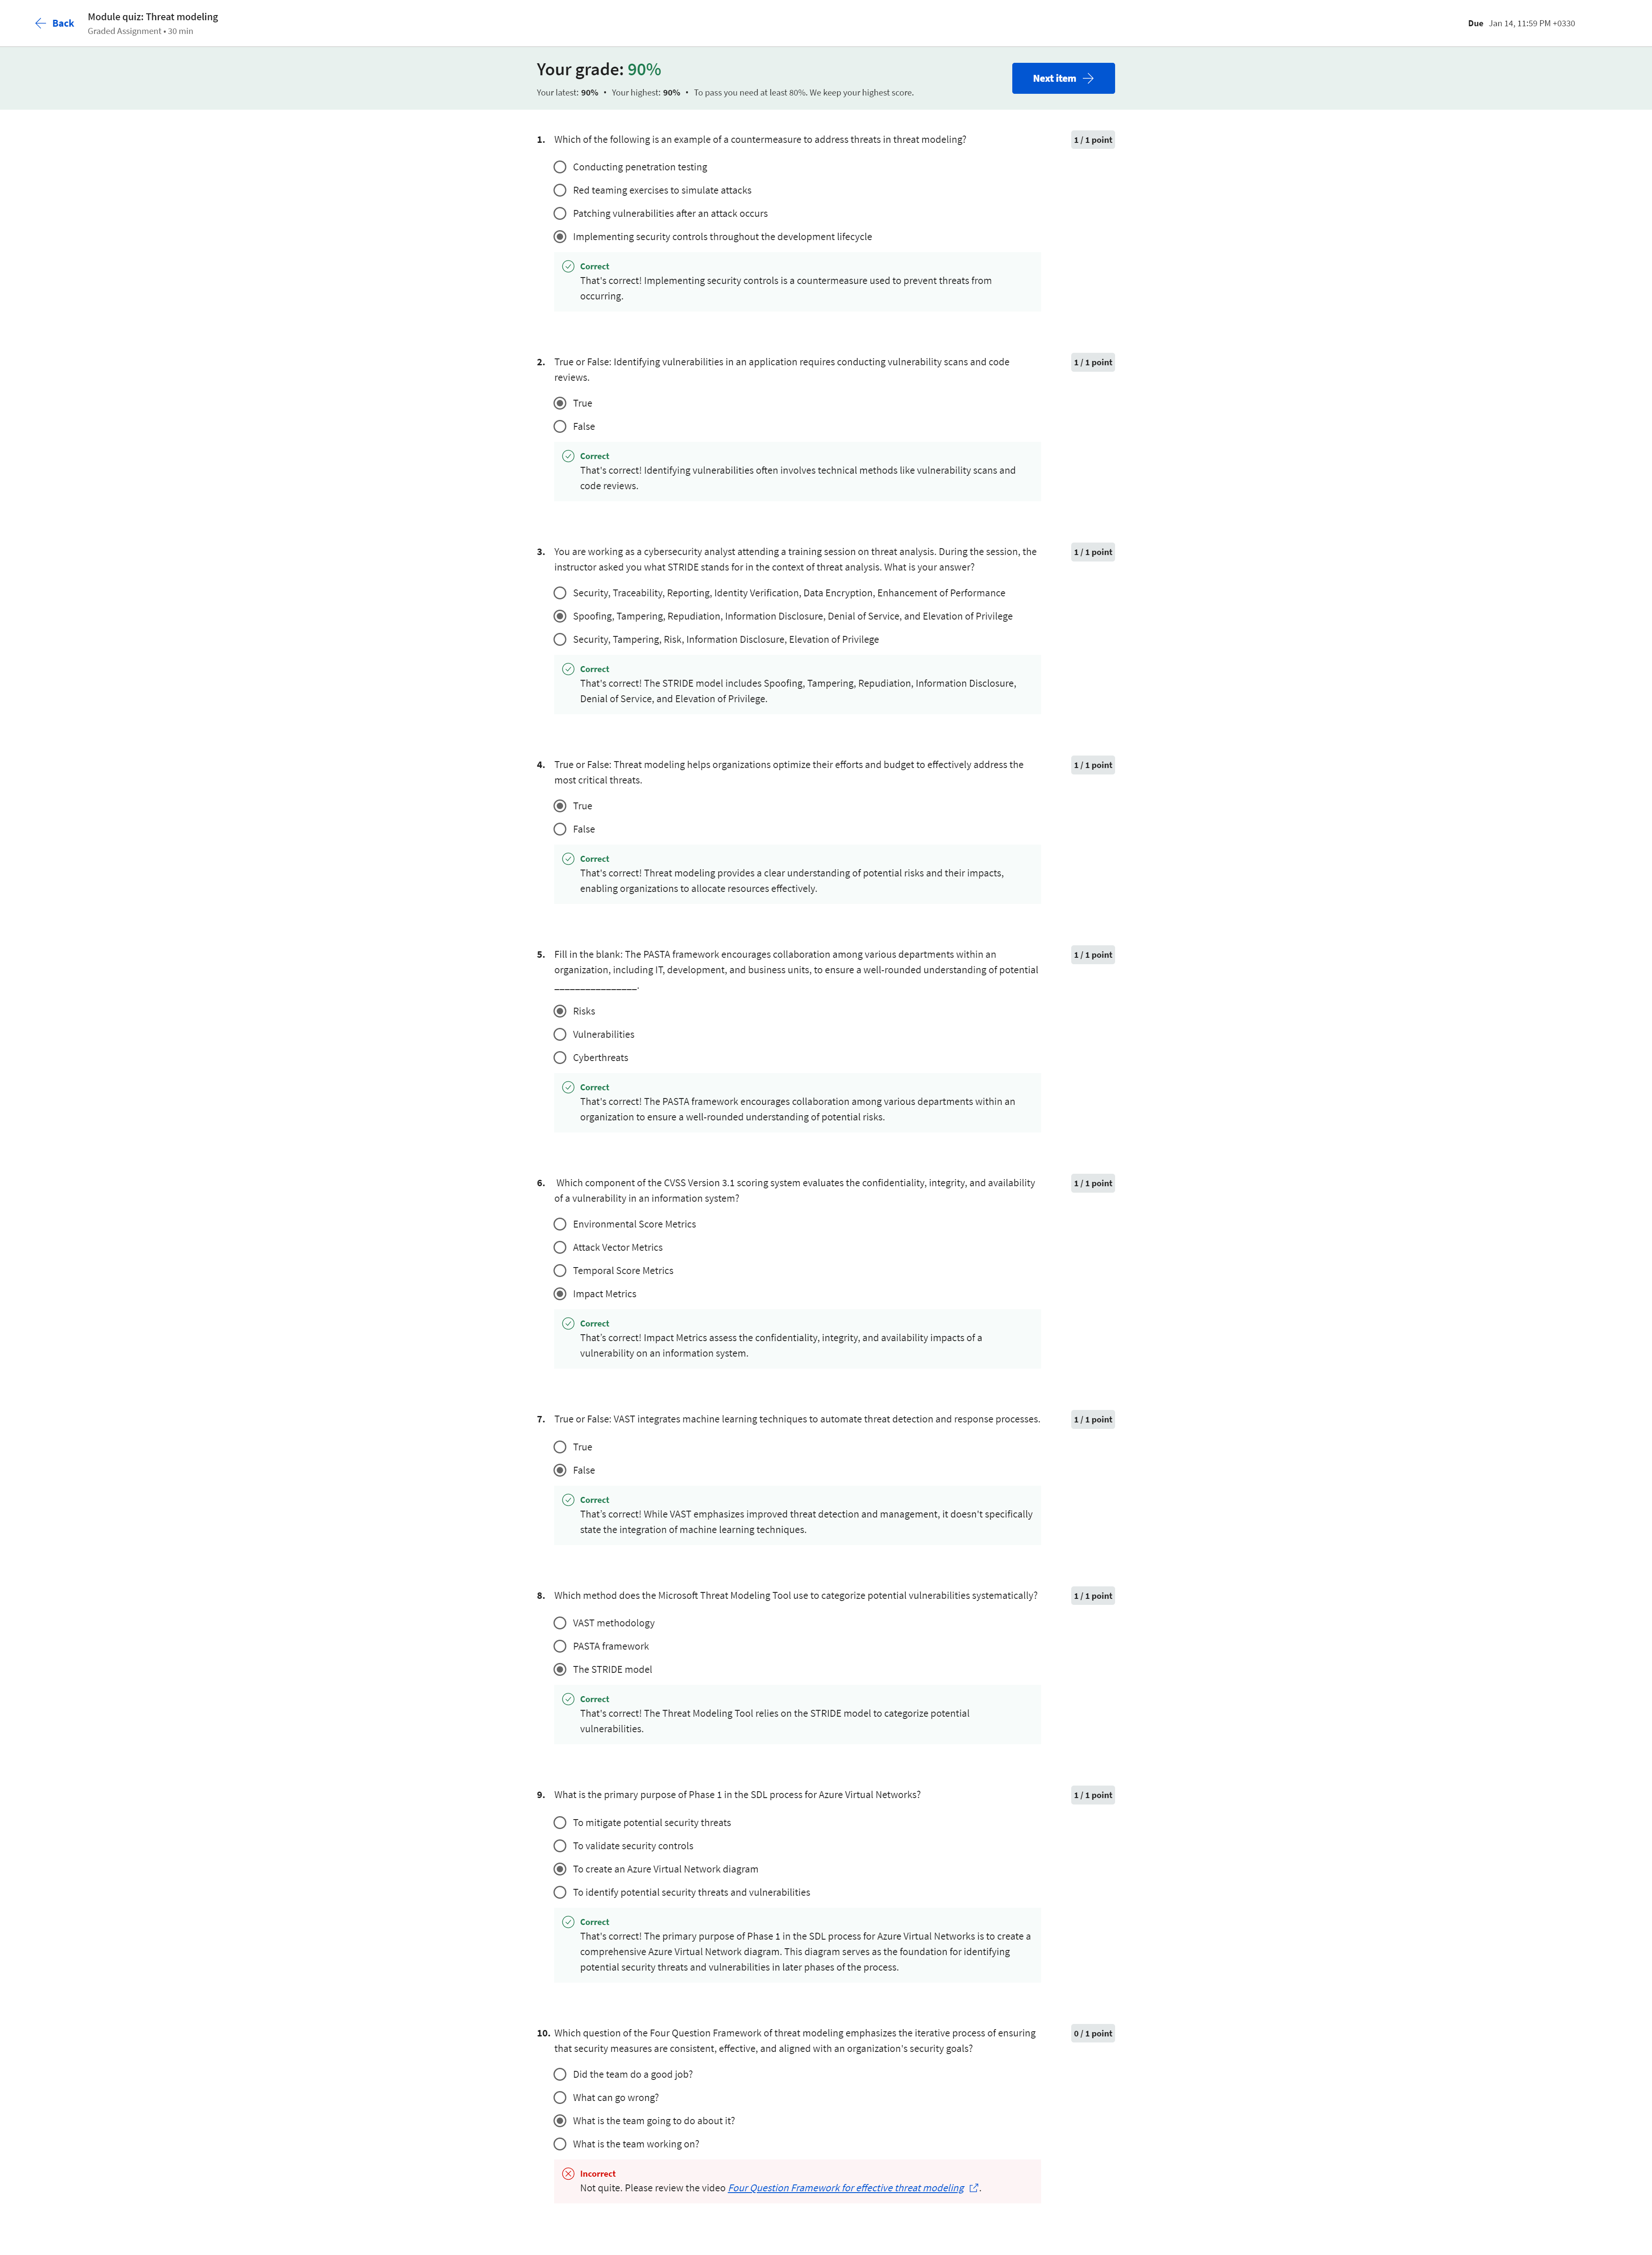 Back
Module quiz: Threat modeling
Graded Assignment • 30 min
Due Jan 14, 11:59 PM +0330
Your grade: 90%
Your latest: 90% • Your highest: 90% • To pass you need at least 80%. We keep your highest score.
Next item
1. Which of the following is an example of a countermeasure to address threats in threat modeling?
1 / 1 point
Conducting penetration testing
Red teaming exercises to simulate attacks
Patching vulnerabilities after an attack occurs
Implementing security controls throughout the development lifecycle
Correct
That's correct! Implementing security controls is a countermeasure used to prevent threats from
occurring.
2. True or False: Identifying vulnerabilities in an application requires conducting vulnerability scans and code
reviews.
1 / 1 point
True
False
Correct
That's correct! Identifying vulnerabilities often involves technical methods like vulnerability scans and
code reviews.
3. You are working as a cybersecurity analyst attending a training session on threat analysis. During the session, the
instructor asked you what STRIDE stands for in the context of threat analysis. What is your answer?
1 / 1 point
Security, Traceability, Reporting, Identity Verification, Data Encryption, Enhancement of Performance
Spoofing, Tampering, Repudiation, Information Disclosure, Denial of Service, and Elevation of Privilege
Security, Tampering, Risk, Information Disclosure, Elevation of Privilege
Correct
That's correct! The STRIDE model includes Spoofing, Tampering, Repudiation, Information Disclosure,
Denial of Service, and Elevation of Privilege.
4. True or False: Threat modeling helps organizations optimize their efforts and budget to effectively address the
most critical threats.
1 / 1 point
True
False
Correct
That's correct! Threat modeling provides a clear understanding of potential risks and their impacts,
enabling organizations to allocate resources effectively.
5. Fill in the blank: The PASTA framework encourages collaboration among various departments within an
organization, including IT, development, and business units, to ensure a well-rounded understanding of potential
________________.
1 / 1 point
Risks
Vulnerabilities
Cyberthreats
Correct
That's correct! The PASTA framework encourages collaboration among various departments within an
organization to ensure a well-rounded understanding of potential risks.
6. Which component of the CVSS Version 3.1 scoring system evaluates the confidentiality, integrity, and availability
of a vulnerability in an information system?
1 / 1 point
Environmental Score Metrics
Attack Vector Metrics
Temporal Score Metrics
Impact Metrics
Correct
That's correct! Impact Metrics assess the confidentiality, integrity, and availability impacts of a
vulnerability on an information system.
7. True or False: VAST integrates machine learning techniques to automate threat detection and response processes.
1 / 1 point
True
False
Correct
That's correct! While VAST emphasizes improved threat detection and management, it doesn't specifically
state the integration of machine learning techniques.
8. Which method does the Microsoft Threat Modeling Tool use to categorize potential vulnerabilities systematically?
1 / 1 point
VAST methodology
PASTA framework
The STRIDE model
Correct
That's correct! The Threat Modeling Tool relies on the STRIDE model to categorize potential
vulnerabilities.
9. What is the primary purpose of Phase 1 in the SDL process for Azure Virtual Networks?
1 / 1 point
To mitigate potential security threats
To validate security controls
To create an Azure Virtual Network diagram
To identify potential security threats and vulnerabilities
Correct
That's correct! The primary purpose of Phase 1 in the SDL process for Azure Virtual Networks is to create a
comprehensive Azure Virtual Network diagram. This diagram serves as the foundation for identifying
potential security threats and vulnerabilities in later phases of the process.
10. Which question of the Four Question Framework of threat modeling emphasizes the iterative process of ensuring
that security measures are consistent, effective, and aligned with an organization's security goals?
0 / 1 point
Did the team do a good job?
What can go wrong?
What is the team going to do about it?
What is the team working on?
Incorrect
Not quite. Please review the video Four Question Framework for effective threat modeling.